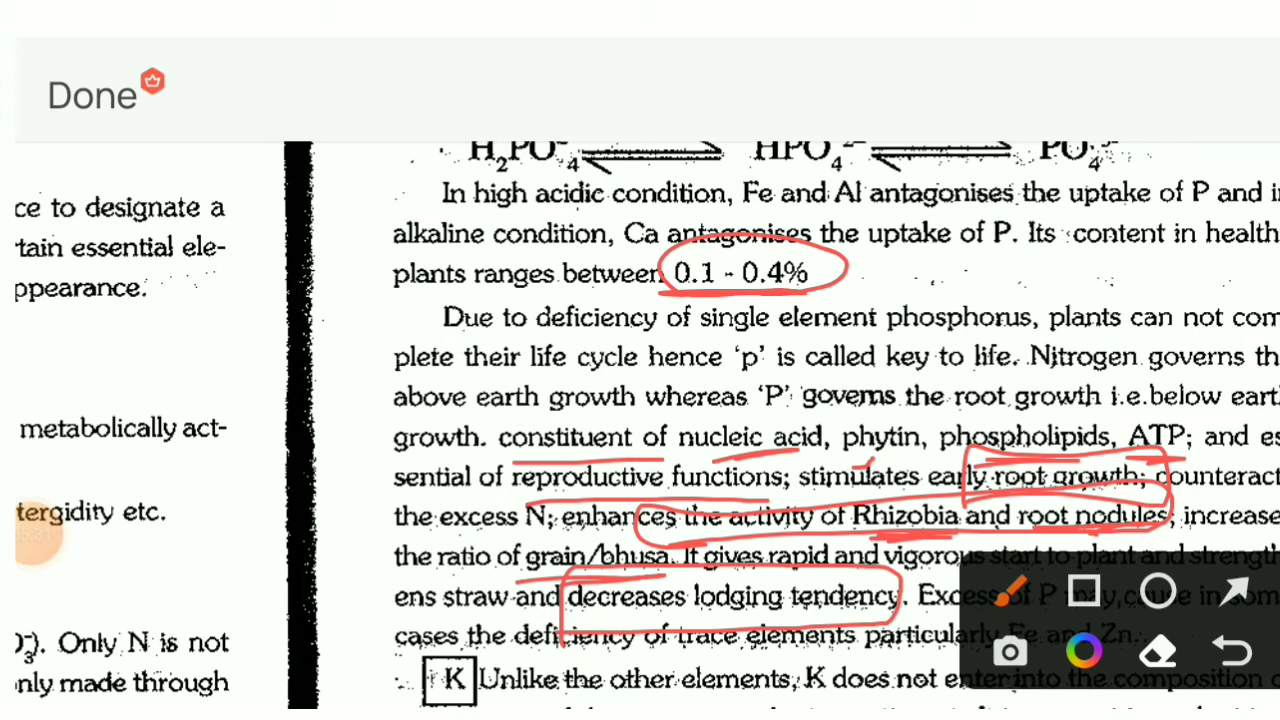 Done
ce to designate a
tain essential ele-
ppearance.
metabolically act-
tergidity etc.
Only N is not
nly made through
H₂PO⁻₄ ⇌ HPO₄²⁻ ⇌ PO₄³⁻
In high acidic condition, Fe and Al antagonises the uptake of P and i
alkaline condition, Ca antagonises the uptake of P. Its content in health
plants ranges between 0.1 - 0.4%
Due to deficiency of single element phosphorus, plants can not com
plete their life cycle hence 'p' is called key to life. Nitrogen governs th
above earth growth whereas 'P' governs the root growth i.e.below eart
growth. constituent of nucleic acid, phytin, phospholipids, ATP; and es
sential of reproductive functions; stimulates early root growth; counteract
the excess N; enhances the activity of Rhizobia and root nodules; increase
the ratio of grain/bhusa. It gives rapid and vigorous start to plant and strength
ens straw and decreases lodging tendency. Excess of P may, cause in som
cases the deficiency of trace elements particularly Fe and Zn.
K Unlike the other elements, K does not enter into the composition